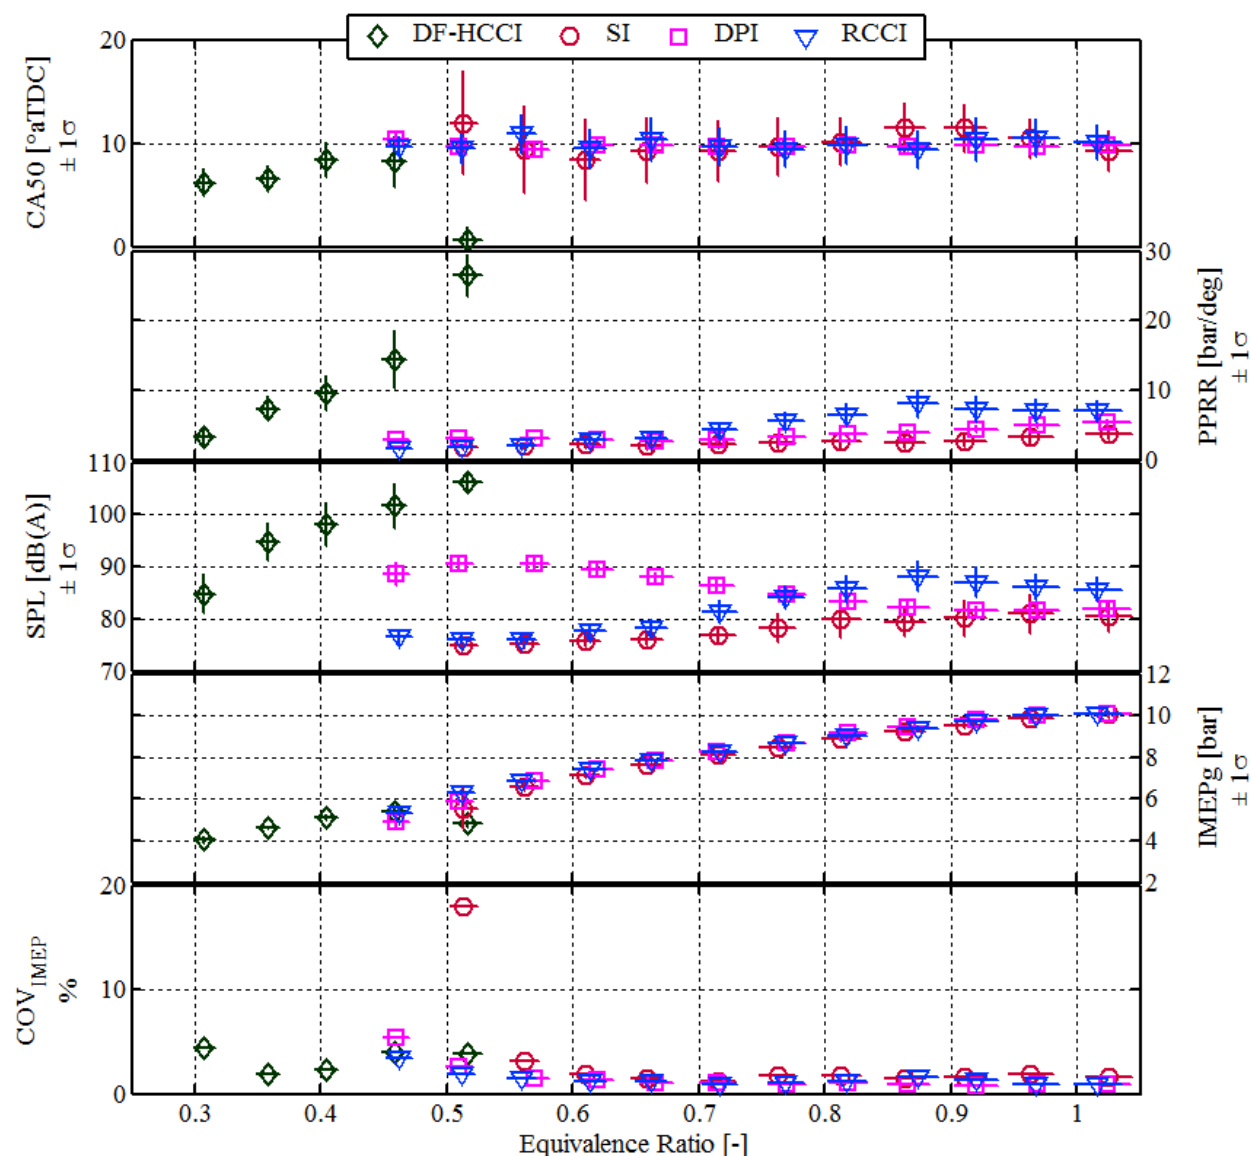 DF-HCCI SI DPI RCCI
20
10
0
CA50 [°aTDC]
± 1σ
30
20
10
0
PPRR [bar/deg]
± 1σ
110
100
90
80
70
SPL [dB(A)]
± 1σ
12
10
8
6
4
2
IMEPg [bar]
± 1σ
20
10
0
COV_IMEP
%
0.3 0.4 0.5 0.6 0.7 0.8 0.9 1
Equivalence Ratio [-]